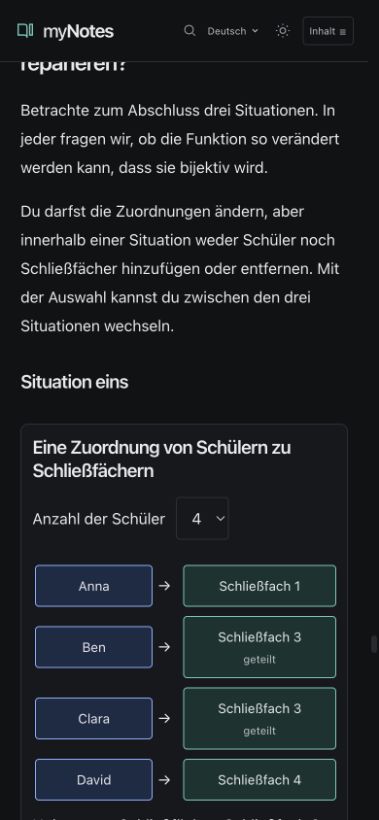 myNotes
Deutsch
Inhalt ≡
reparieren?
Betrachte zum Abschluss drei Situationen. In
jeder fragen wir, ob die Funktion so verändert
werden kann, dass sie bijektiv wird.
Du darfst die Zuordnungen ändern, aber
innerhalb einer Situation weder Schüler noch
Schließfächer hinzufügen oder entfernen. Mit
der Auswahl kannst du zwischen den drei
Situationen wechseln.
Situation eins
Eine Zuordnung von Schülern zu
Schließfächern
Anzahl der Schüler 4
Anna → Schließfach 1
Ben → Schließfach 3
geteilt
Clara → Schließfach 3
geteilt
David → Schließfach 4